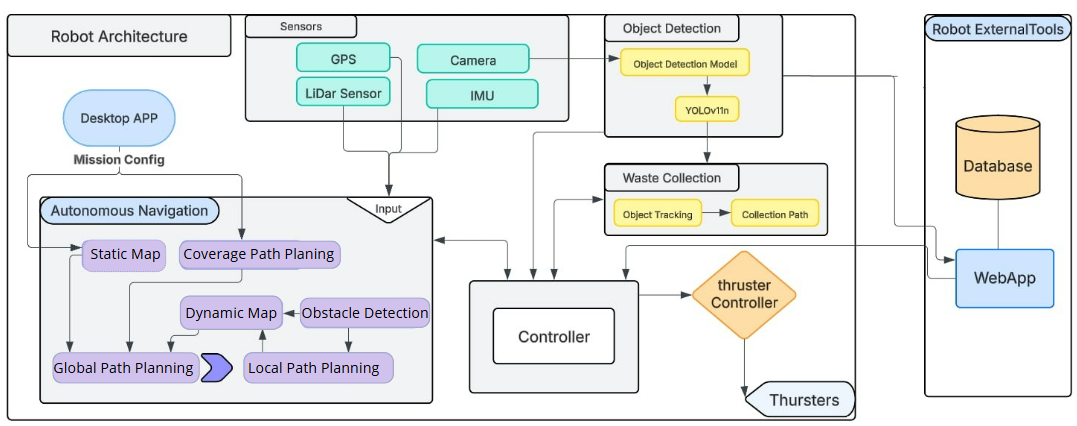 Robot Architecture
Sensors
GPS
Camera
LiDar Sensor
IMU
Object Detection
Object Detection Model
YOLOv11n
Robot ExternalTools
Desktop APP
Mission Config
Database
Waste Collection
Object Tracking
Collection Path
Autonomous Navigation
Input
Static Map
Coverage Path Planing
WebApp
thruster
Controller
Dynamic Map
Obstacle Detection
Controller
Global Path Planning
Local Path Planning
Thursters